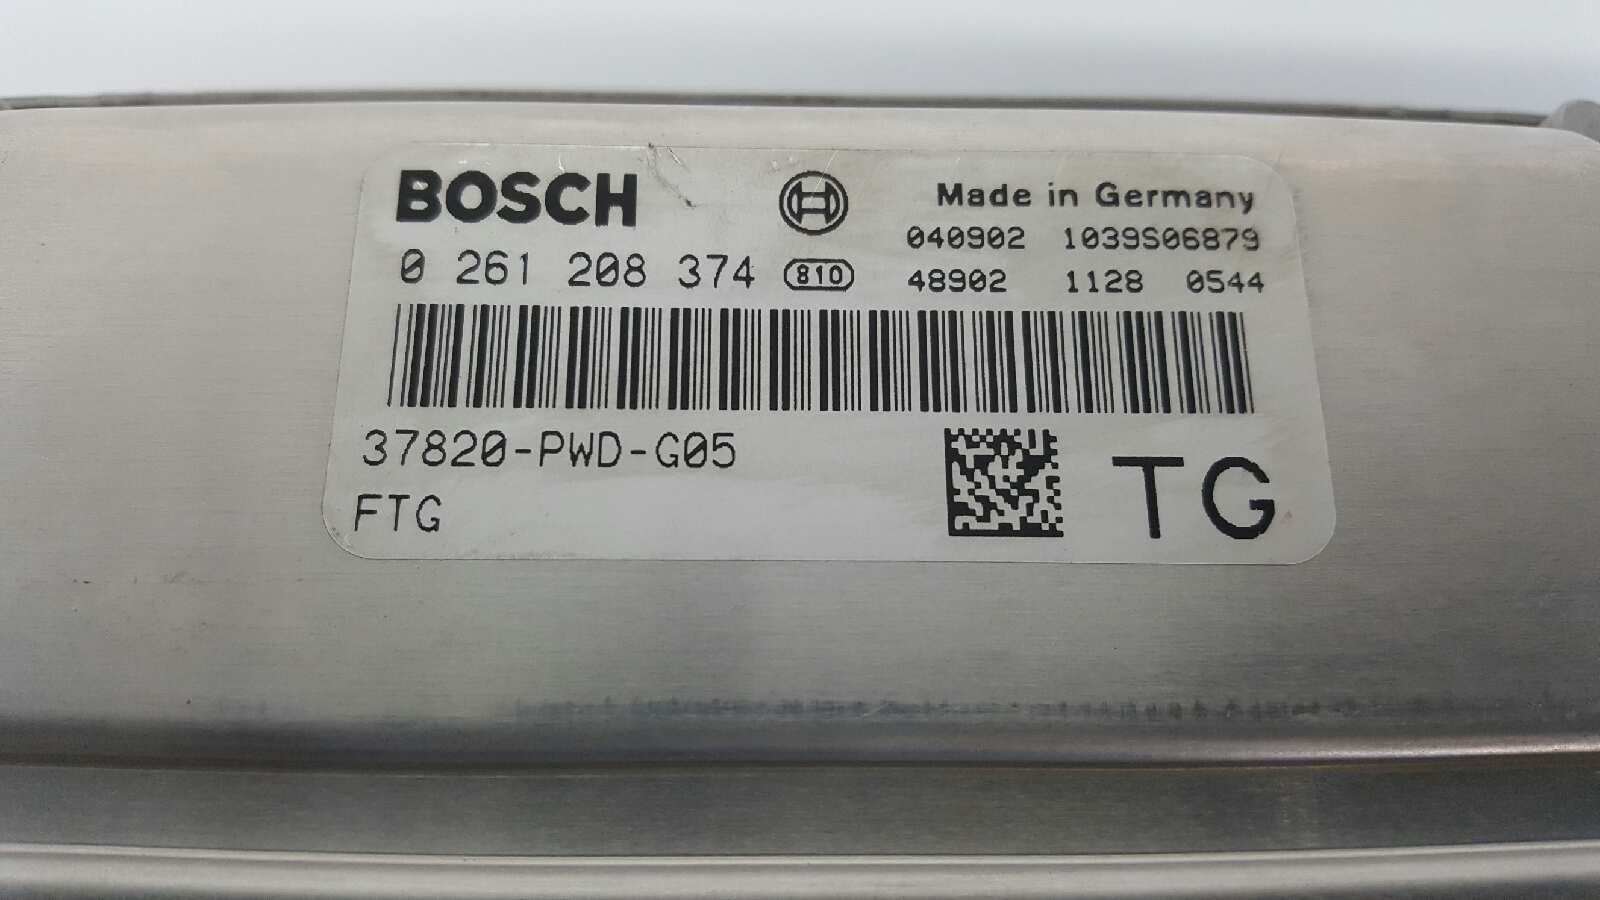 BOSCH
Made in Germany
040902 1039S06879
0 261 208 374 810
48902 1128 0544
37820-PWD-G05
FTG
TG